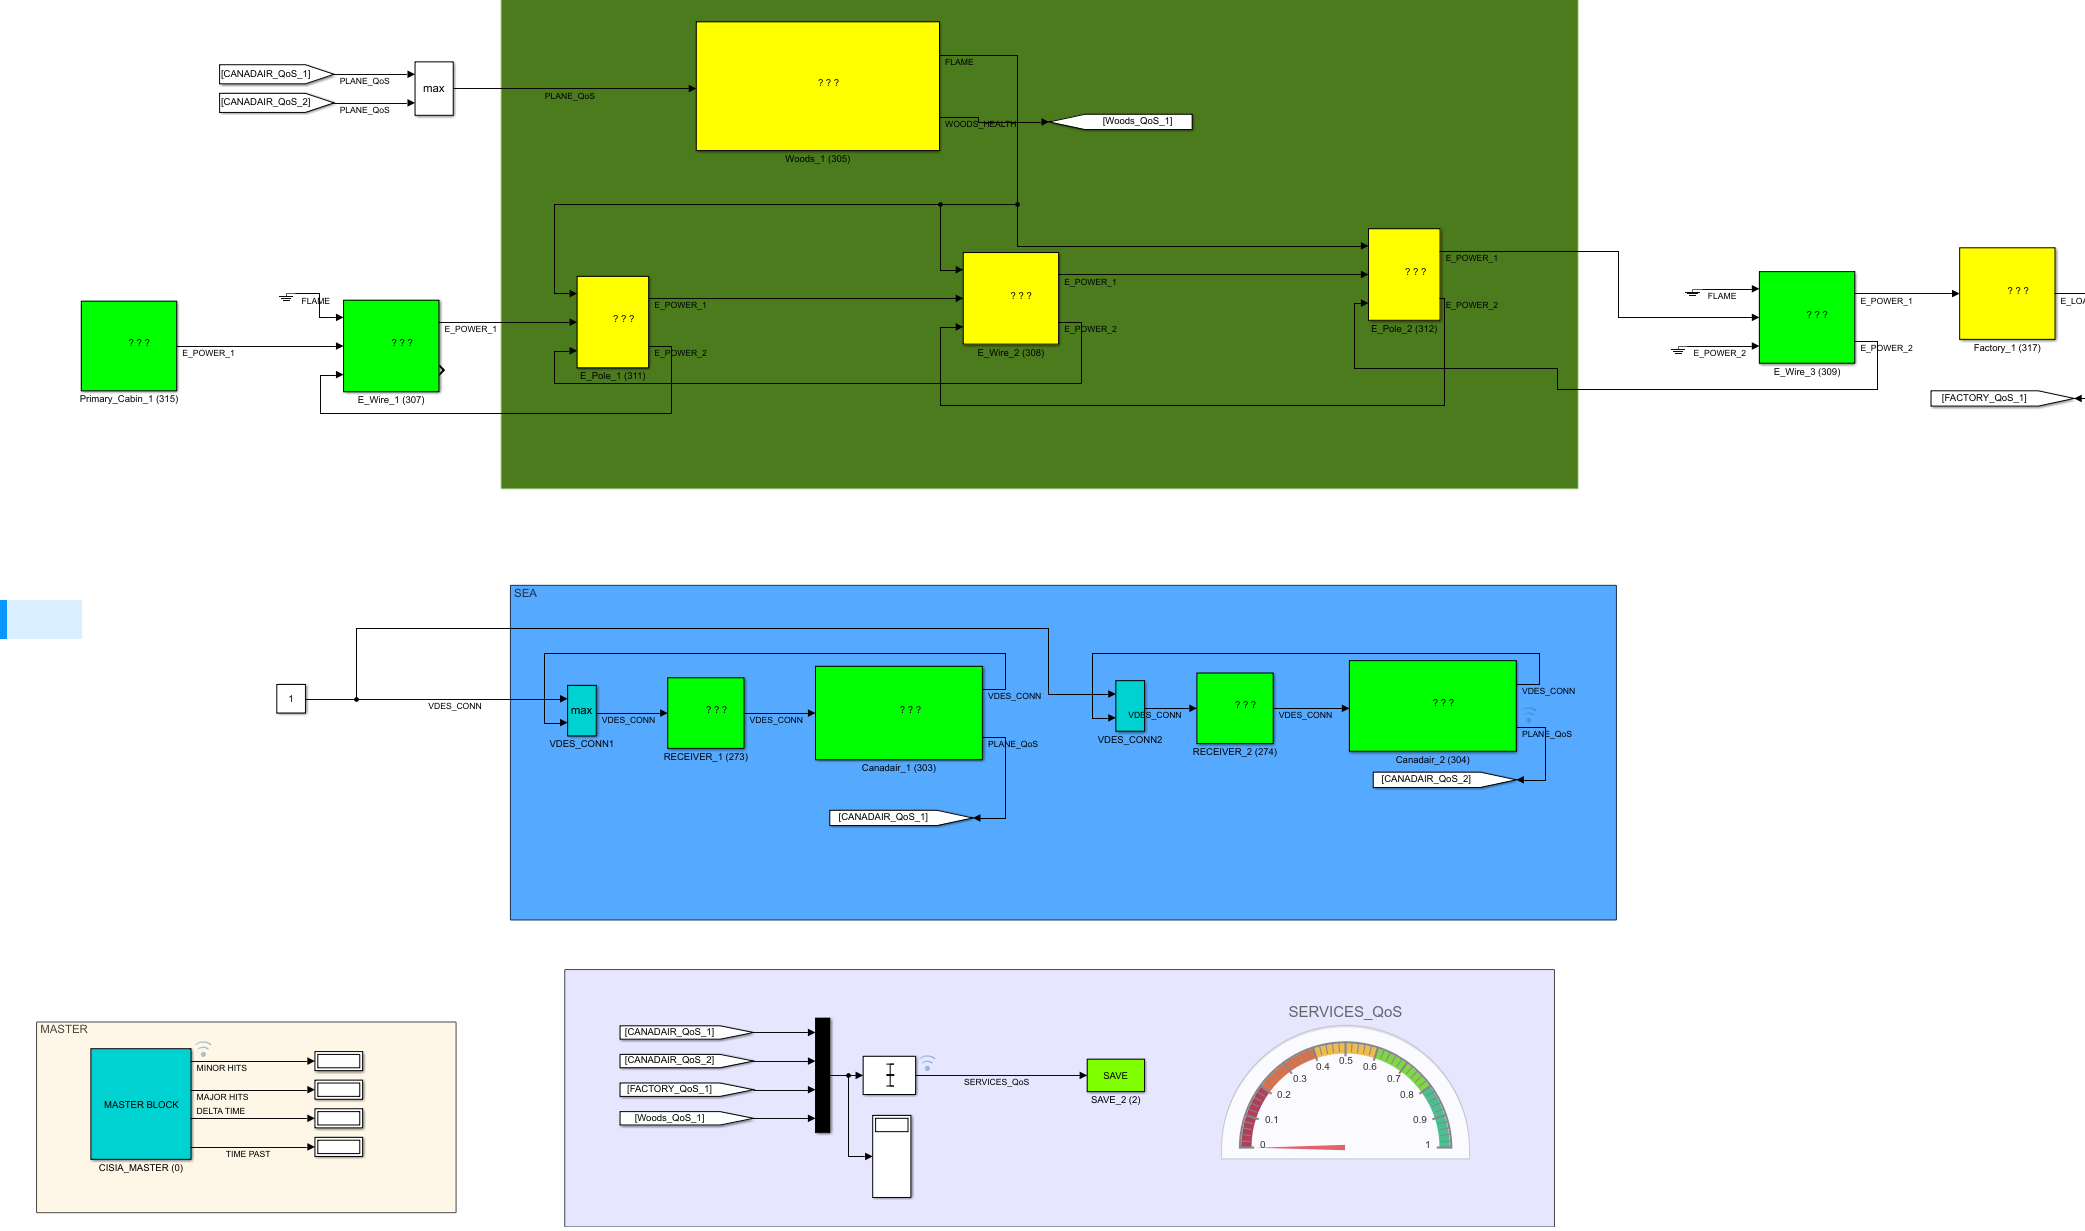 [CANADAIR_QoS_1]
PLANE_QoS
[CANADAIR_QoS_2]
PLANE_QoS
max
PLANE_QoS
? ? ?
Woods_1 (305)
FLAME
WOODS_HEALTH
[Woods_QoS_1]
? ? ?
Primary_Cabin_1 (315)
E_POWER_1
FLAME
? ? ?
E_Wire_1 (307)
E_POWER_1
? ? ?
E_Pole_1 (311)
E_POWER_1
E_POWER_2
? ? ?
E_Wire_2 (308)
E_POWER_1
E_POWER_2
? ? ?
E_Pole_2 (312)
E_POWER_1
E_POWER_2
FLAME
E_POWER_2
? ? ?
E_Wire_3 (309)
E_POWER_1
E_POWER_2
? ? ?
Factory_1 (317)
E_LOA
[FACTORY_QoS_1]
SEA
1
VDES_CONN
max
VDES_CONN1
VDES_CONN
? ? ?
RECEIVER_1 (273)
VDES_CONN
? ? ?
Canadair_1 (303)
VDES_CONN
PLANE_QoS
[CANADAIR_QoS_1]
VDES_CONN
VDES_CONN2
? ? ?
RECEIVER_2 (274)
VDES_CONN
? ? ?
Canadair_2 (304)
VDES_CONN
PLANE_QoS
[CANADAIR_QoS_2]
MASTER
MASTER BLOCK
CISIA_MASTER (0)
MINOR HITS
MAJOR HITS
DELTA TIME
TIME PAST
[CANADAIR_QoS_1]
[CANADAIR_QoS_2]
[FACTORY_QoS_1]
[Woods_QoS_1]
SERVICES_QoS
SAVE
SAVE_2 (2)
SERVICES_QoS
0
0.1
0.2
0.3
0.4
0.5
0.6
0.7
0.8
0.9
1